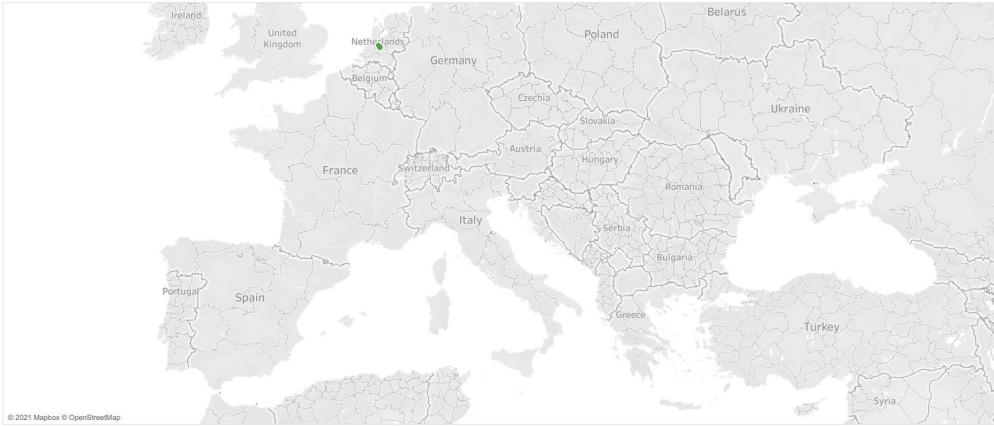 Ireland
Belarus
United
Kingdom
Netherlands
Poland
Germany
Belgium
Czechia
Ukraine
Slovakia
Austria
Hungary
France
Switzerland
Romania
Italy
Serbia
Bulgaria
Portugal
Spain
Greece
Turkey
Syria
© 2021 Mapbox © OpenStreetMap